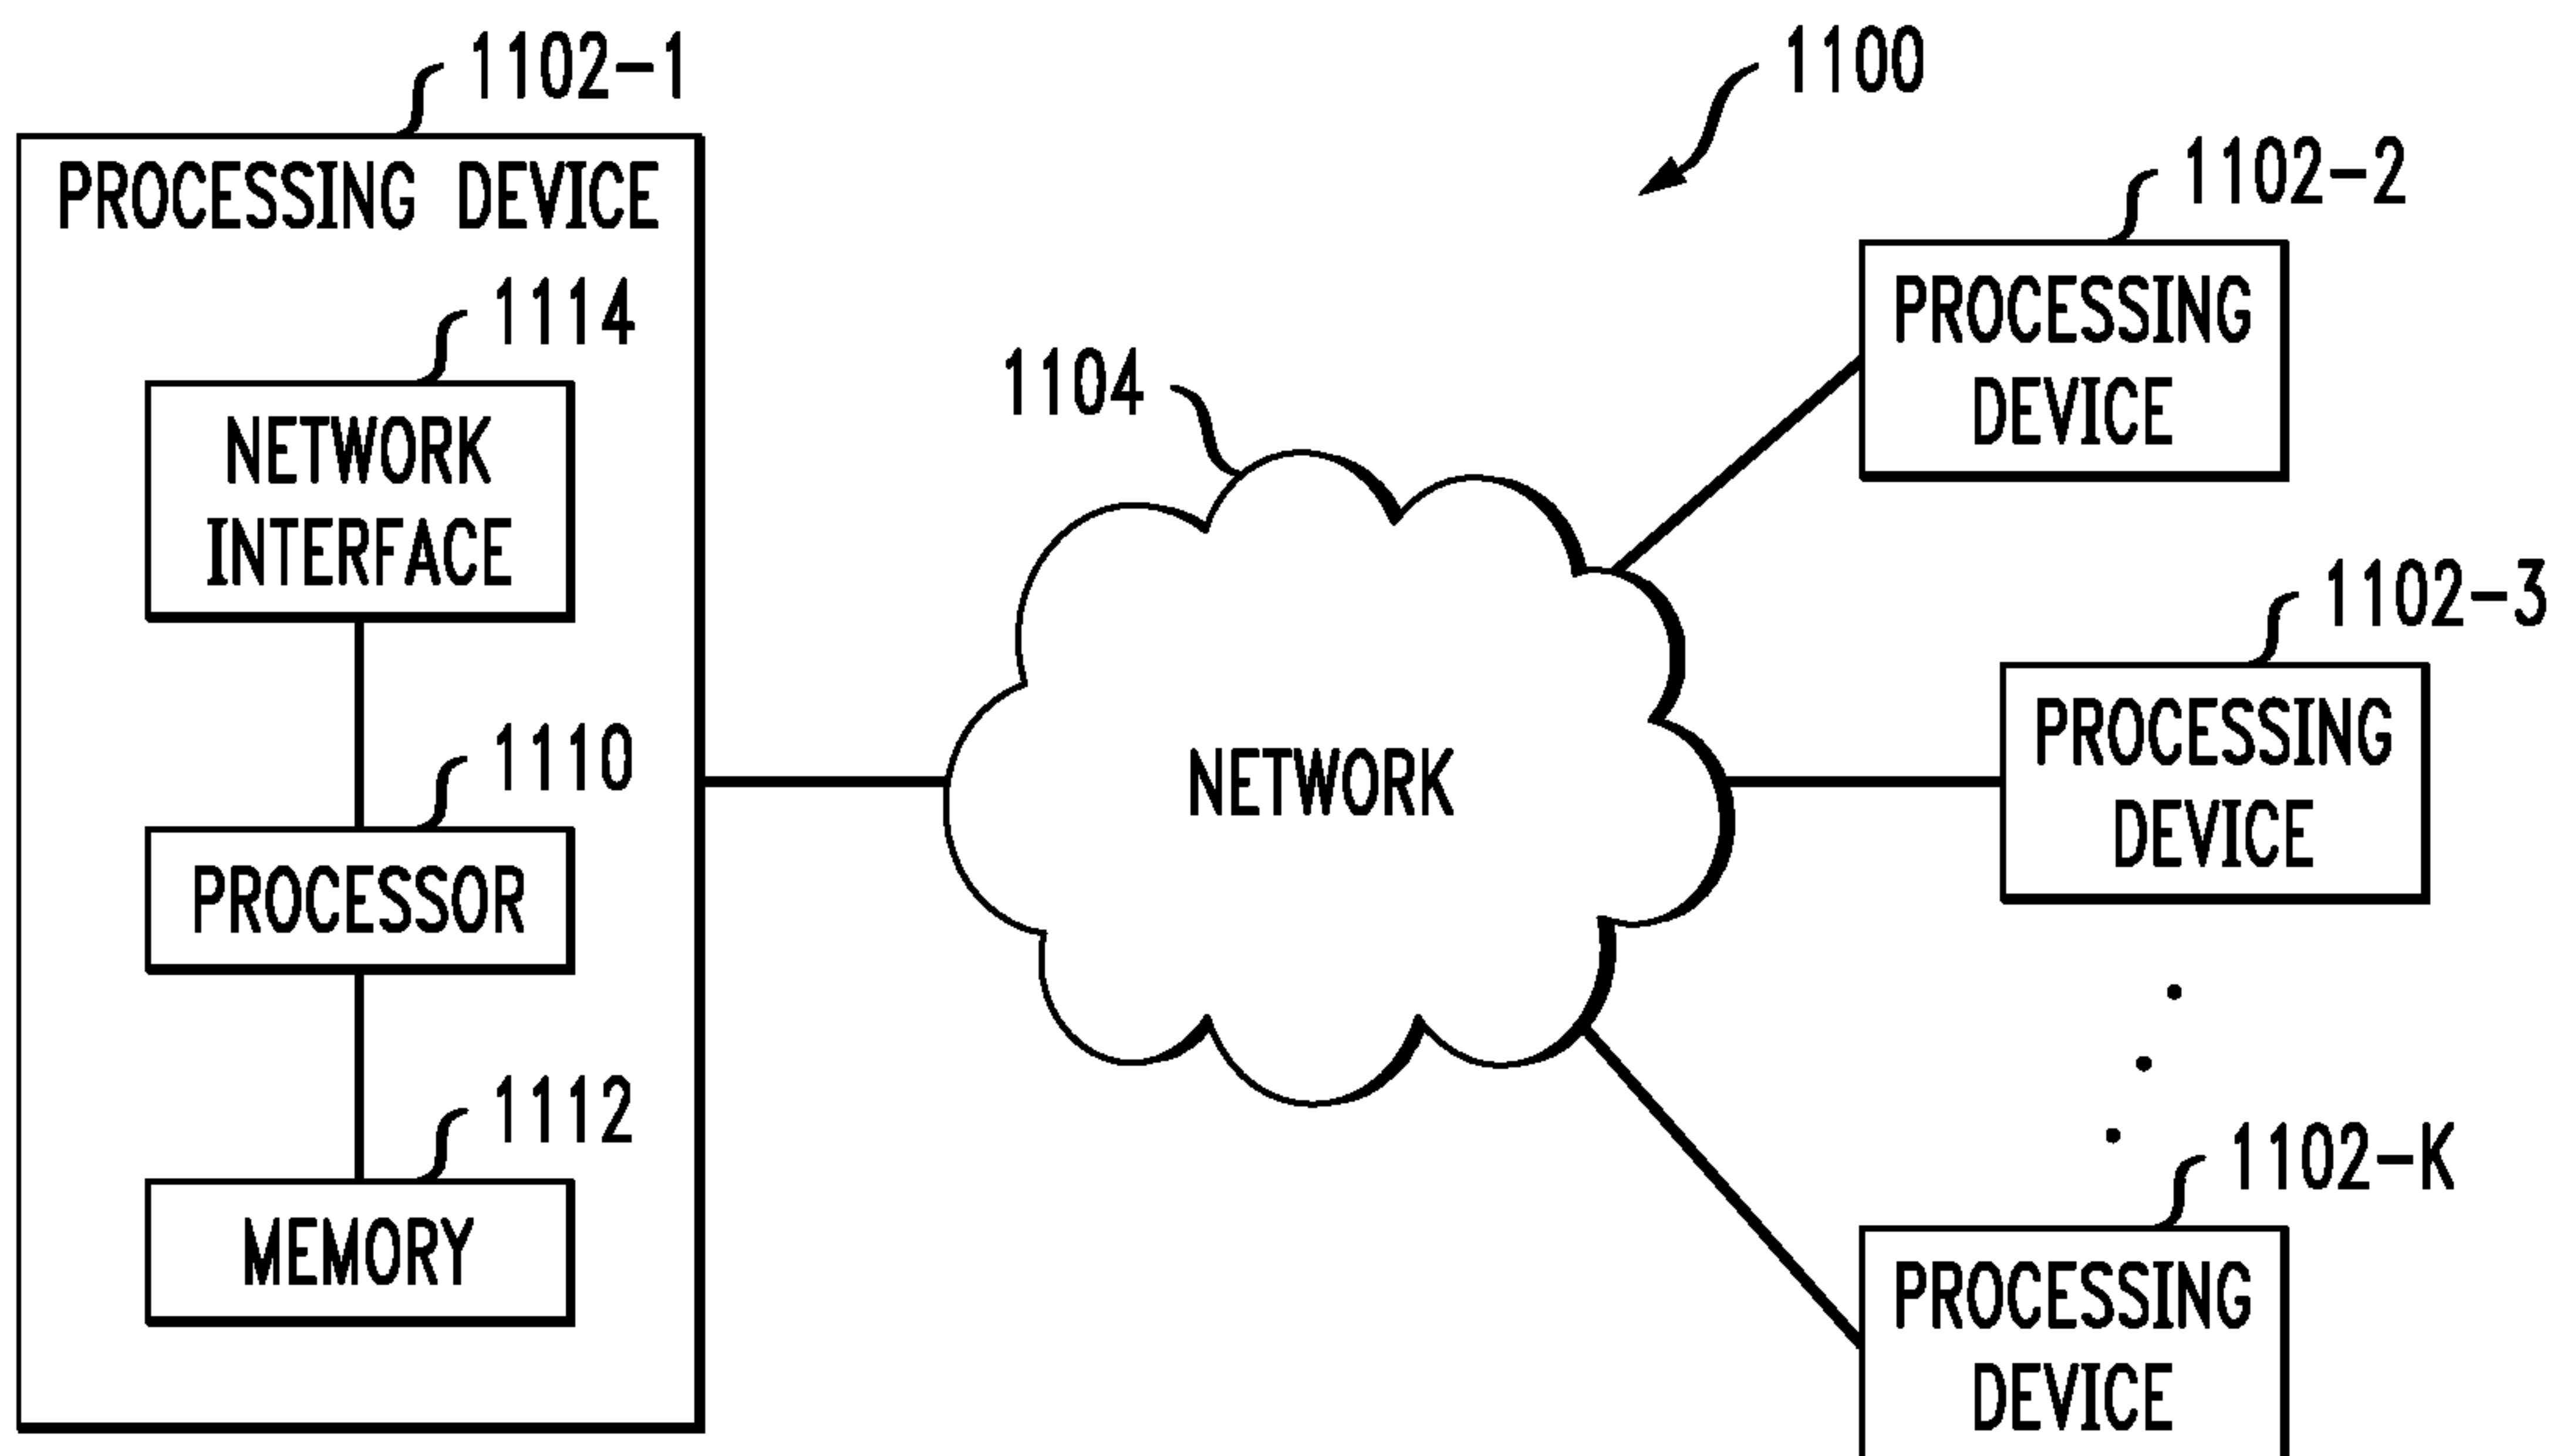 1102-1
PROCESSING DEVICE
1114
NETWORK
INTERFACE
1110
PROCESSOR
1112
MEMORY
1100
1104
NETWORK
1102-2
PROCESSING
DEVICE
1102-3
PROCESSING
DEVICE
1102-K
PROCESSING
DEVICE